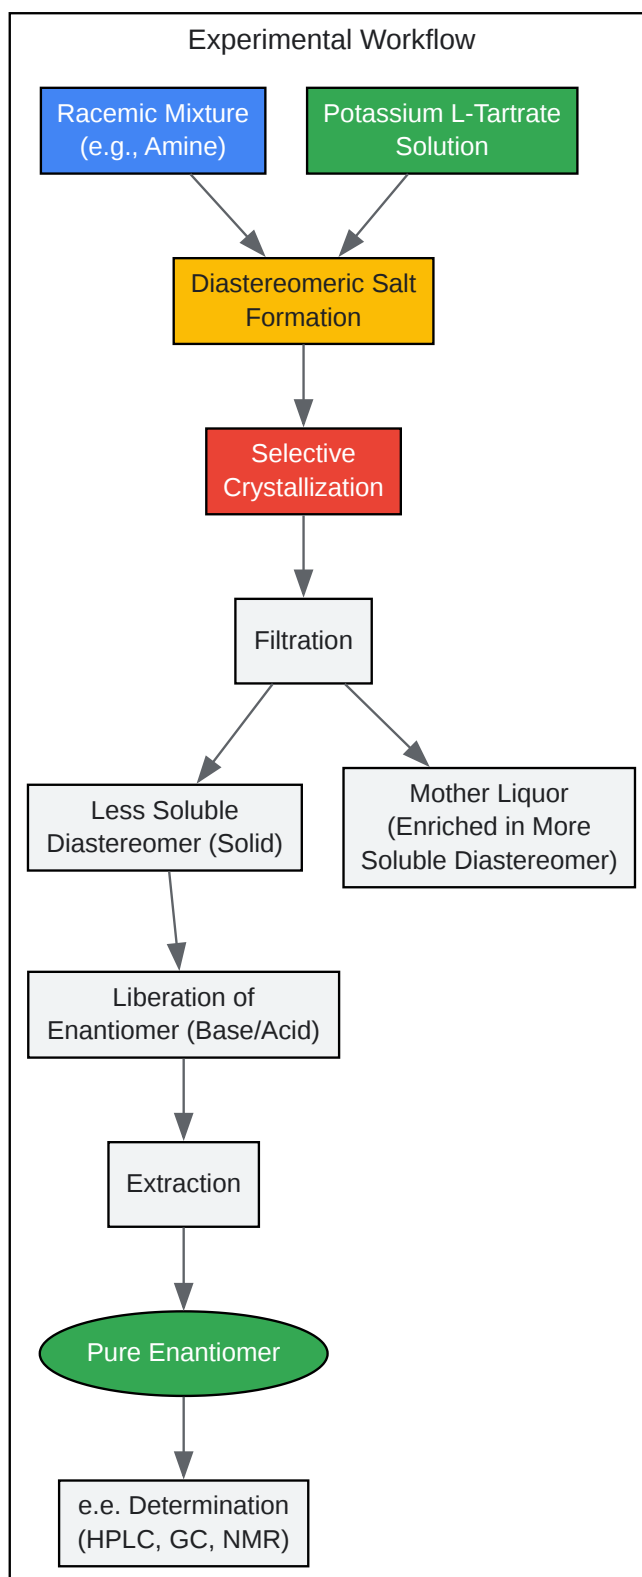 Experimental Workflow
Racemic Mixture
(e.g., Amine)
Potassium L-Tartrate
Solution
Diastereomeric Salt
Formation
Selective
Crystallization
Filtration
Less Soluble
Diastereomer (Solid)
Mother Liquor
(Enriched in More
Soluble Diastereomer)
Liberation of
Enantiomer (Base/Acid)
Extraction
Pure Enantiomer
e.e. Determination
(HPLC, GC, NMR)